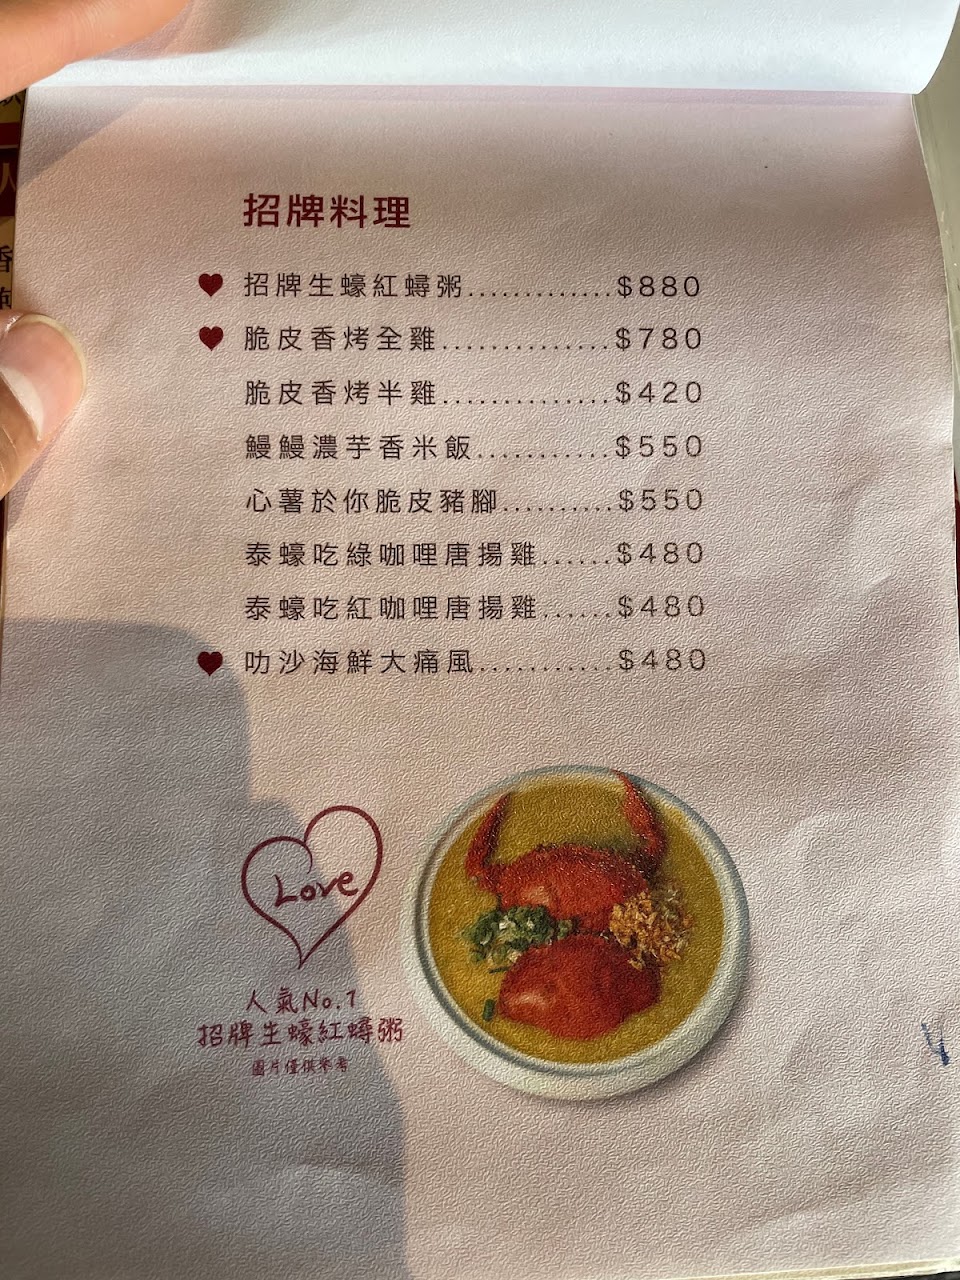 招牌料理
招牌生蠔紅蟳粥.............$880
脆皮香烤全雞..............$780
脆皮香烤半雞..............$420
鰻鰻濃芋香米飯...........$550
心薯於你脆皮豬腳..........$550
泰蠔吃綠咖哩唐揚雞......$480
泰蠔吃紅咖哩唐揚雞......$480
叻沙海鮮大痛風...........$480
Love
人氣No.1
招牌生蠔紅蟳粥
圖片僅供參考